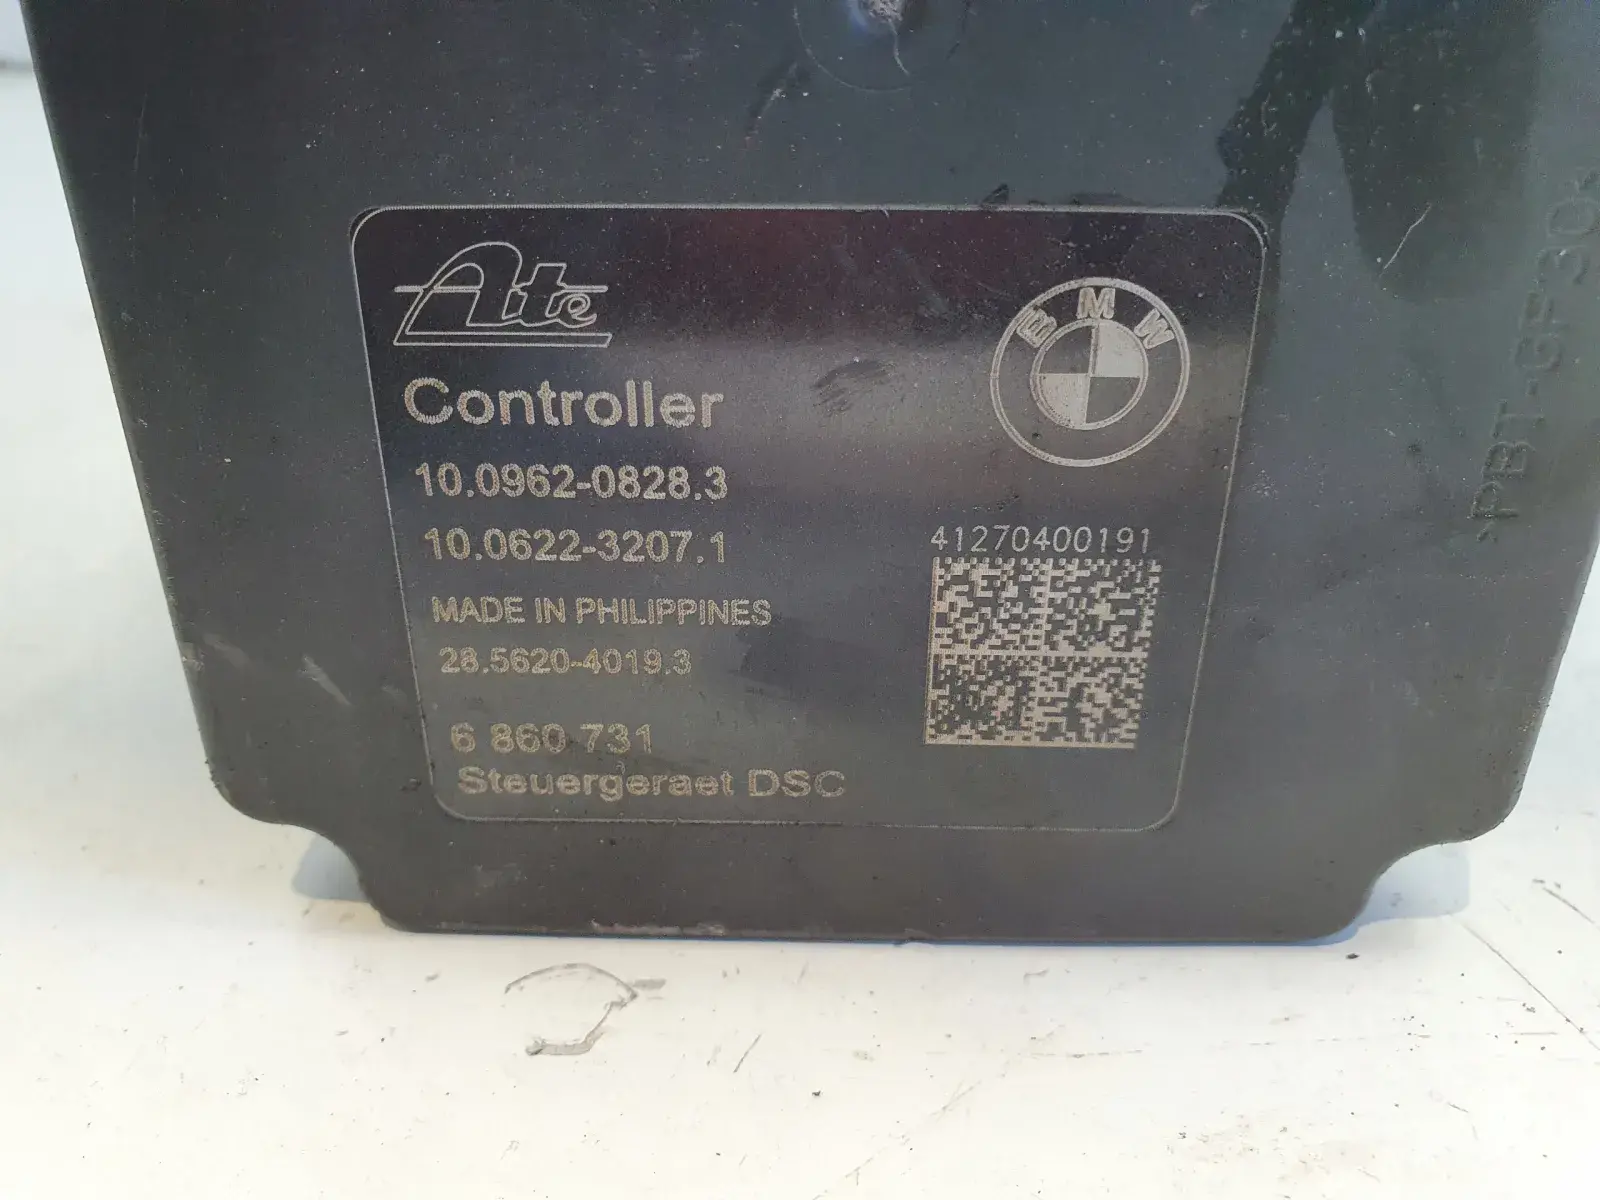 Ate
BMW
Controller
10.0962-0828.3
10.0622-3207.1
41270400191
MADE IN PHILIPPINES
28.5620-4019.3
6 860 731
Steuergeraet DSC
>PBT-GF30<